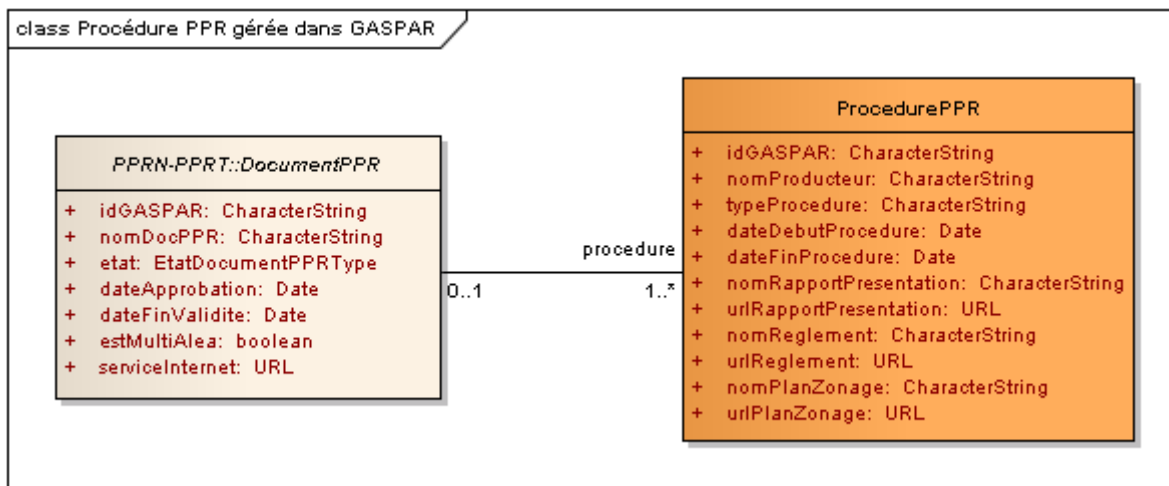 class Procédure PPR gérée dans GASPAR
PPRN-PPRT::DocumentPPR
+ idGASPAR: CharacterString
+ nomDocPPR: CharacterString
+ etat: EtatDocumentPPRType
+ dateApprobation: Date
+ dateFinValidite: Date
+ estMultiAlea: boolean
+ serviceInternet: URL
procedure
0..1
1..*
ProcedurePPR
+ idGASPAR: CharacterString
+ nomProducteur: CharacterString
+ typeProcedure: CharacterString
+ dateDebutProcedure: Date
+ dateFinProcedure: Date
+ nomRapportPresentation: CharacterString
+ urlRapportPresentation: URL
+ nomReglement: CharacterString
+ urlReglement: URL
+ nomPlanZonage: CharacterString
+ urlPlanZonage: URL